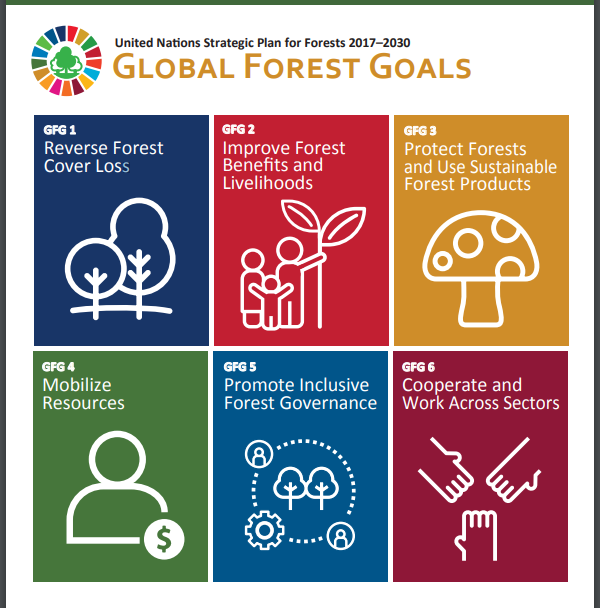 United Nations Strategic Plan for Forests 2017–2030
GLOBAL FOREST GOALS
GFG 1
Reverse Forest
Cover Loss
GFG 2
Improve Forest
Benefits and
Livelihoods
GFG 3
Protect Forests
and Use Sustainable
Forest Products
GFG 4
Mobilize
Resources
$
GFG 5
Promote Inclusive
Forest Governance
GFG 6
Cooperate and
Work Across Sectors